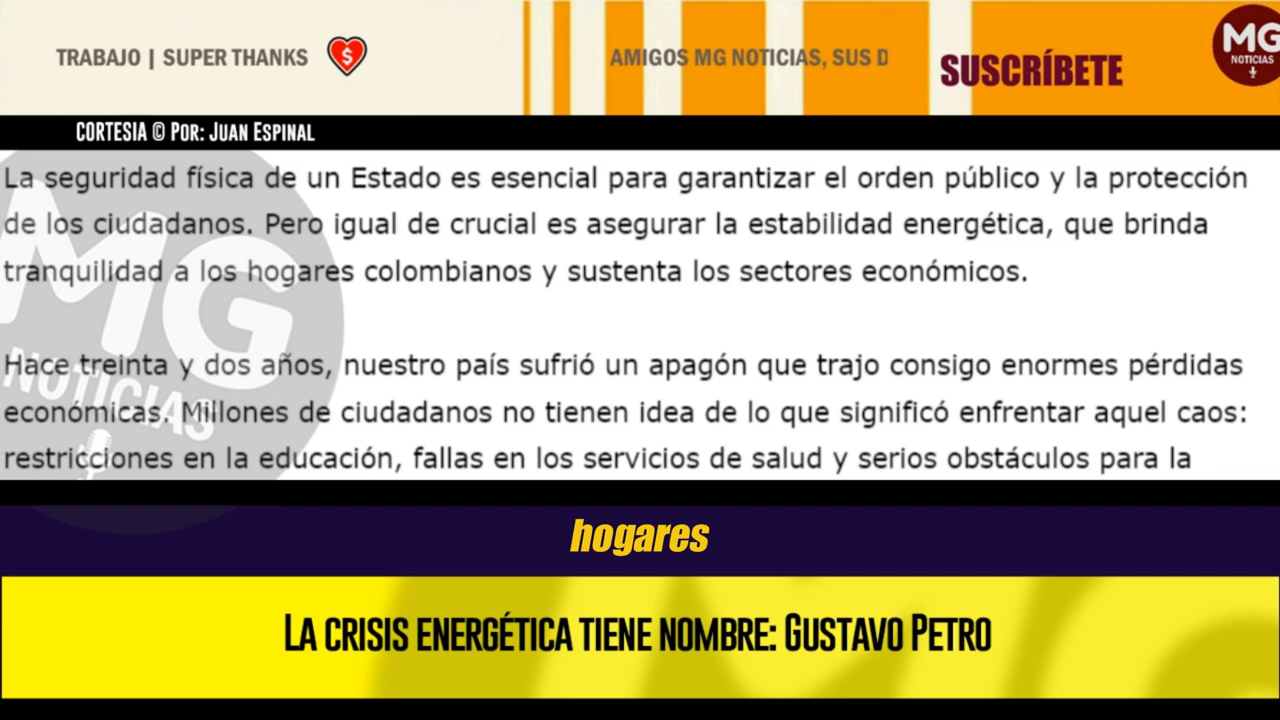 TRABAJO | SUPER THANKS
AMIGOS MG NOTICIAS, SUS D
SUSCRÍBETE
MG
NOTICIAS
CORTESIA © Por: Juan Espinal
La seguridad física de un Estado es esencial para garantizar el orden público y la protección
de los ciudadanos. Pero igual de crucial es asegurar la estabilidad energética, que brinda
tranquilidad a los hogares colombianos y sustenta los sectores económicos.
Hace treinta y dos años, nuestro país sufrió un apagón que trajo consigo enormes pérdidas
económicas. Millones de ciudadanos no tienen idea de lo que significó enfrentar aquel caos:
restricciones en la educación, fallas en los servicios de salud y serios obstáculos para la
MG
NOTICIAS
hogares
La crisis energética tiene nombre: Gustavo Petro